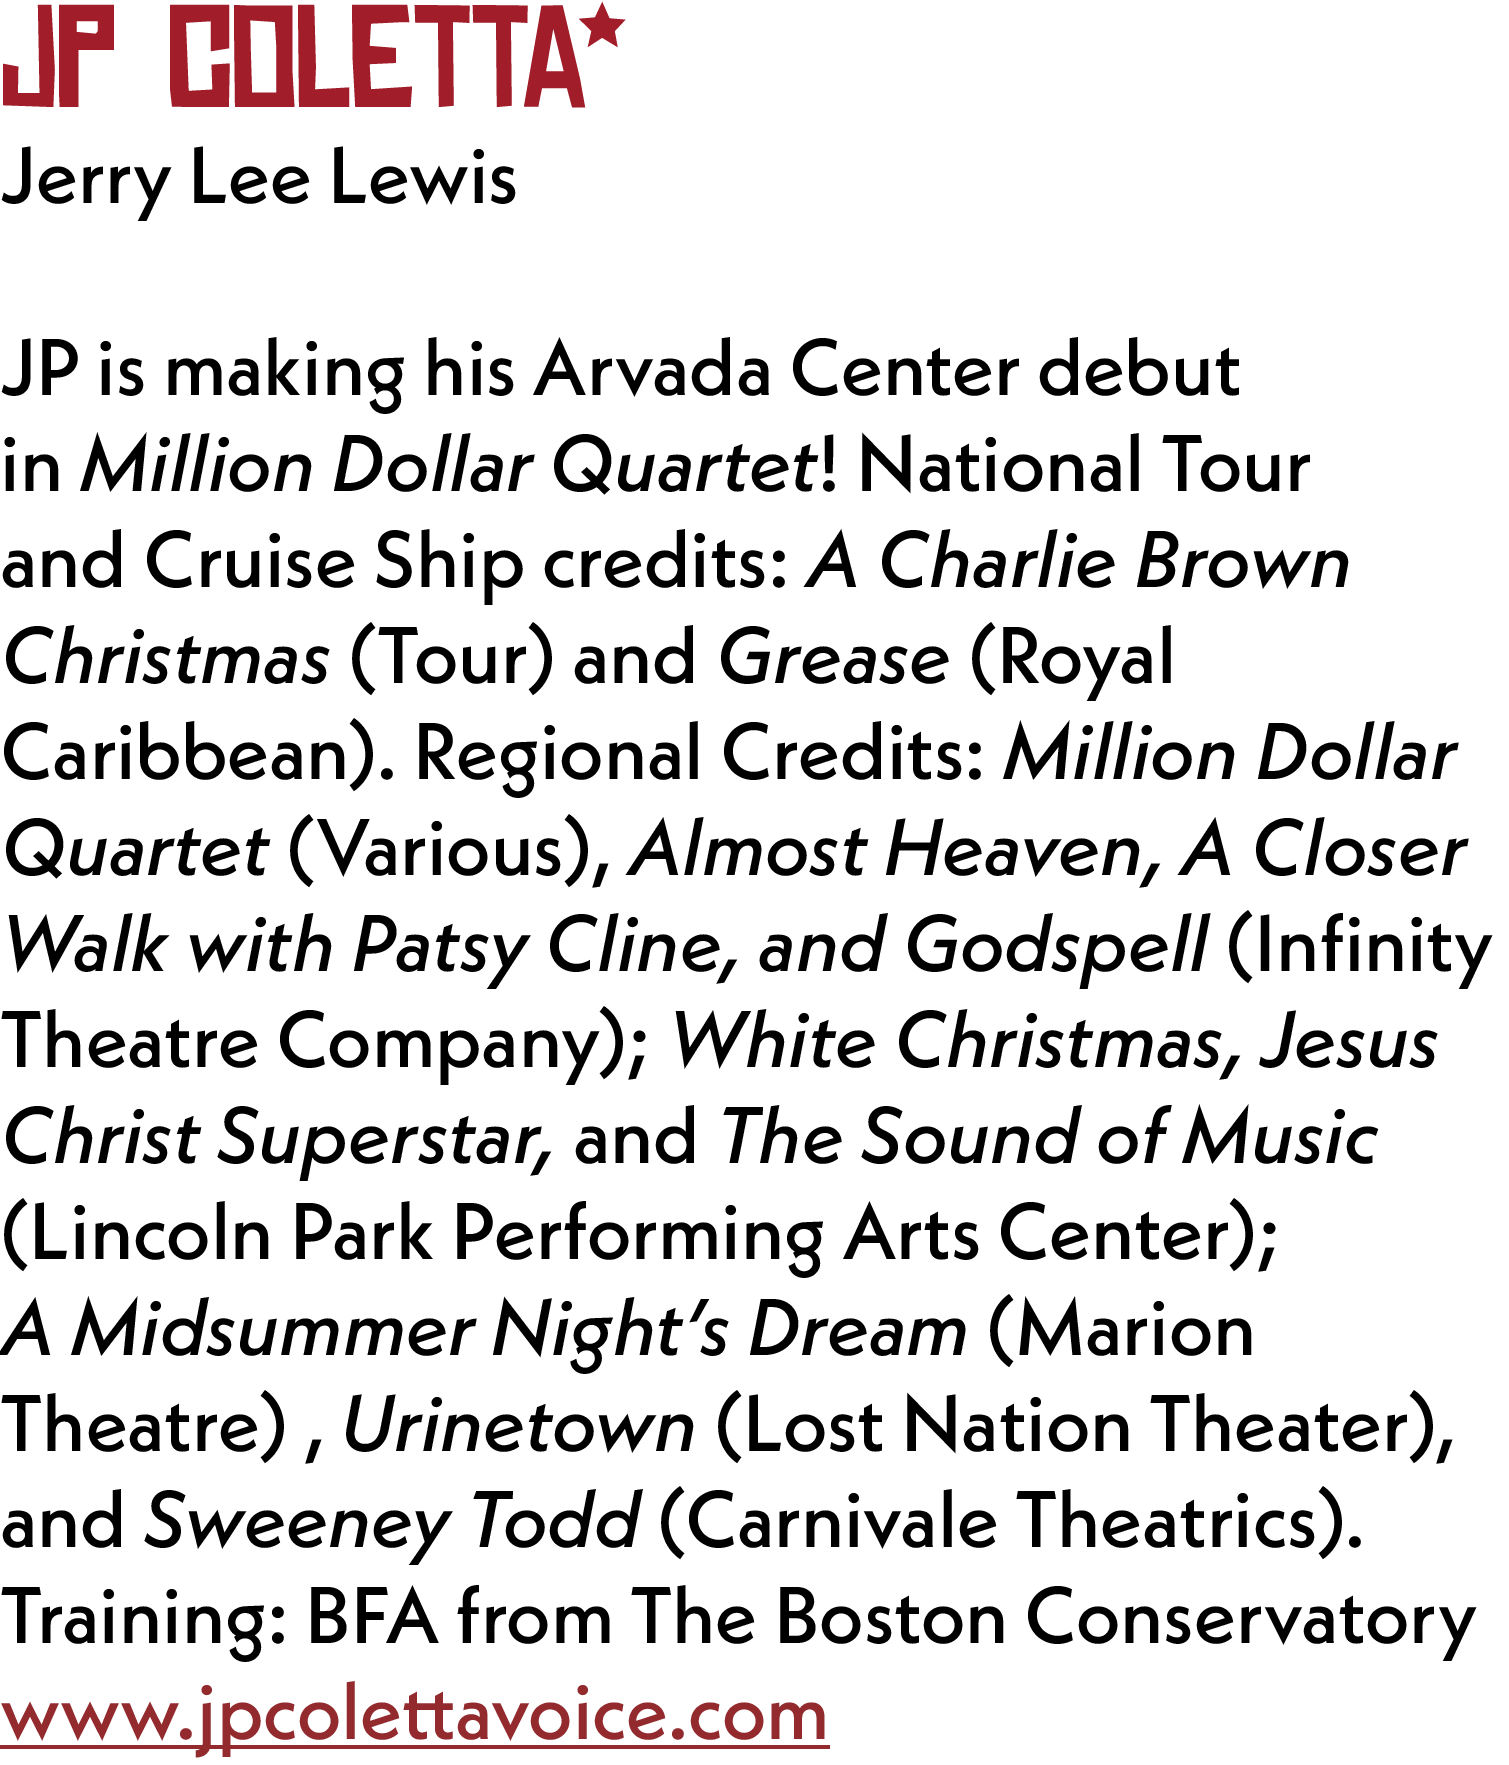 JP COLETTA★
Jerry Lee Lewis
JP is making his Arvada Center debut
in Million Dollar Quartet! National Tour
and Cruise Ship credits: A Charlie Brown
Christmas (Tour) and Grease (Royal
Caribbean). Regional Credits: Million Dollar
Quartet (Various), Almost Heaven, A Closer
Walk with Patsy Cline, and Godspell (Infinity
Theatre Company); White Christmas, Jesus
Christ Superstar, and The Sound of Music
(Lincoln Park Performing Arts Center);
A Midsummer Night’s Dream (Marion
Theatre) , Urinetown (Lost Nation Theater),
and Sweeney Todd (Carnivale Theatrics).
Training: BFA from The Boston Conservatory
www.jpcolettavoice.com